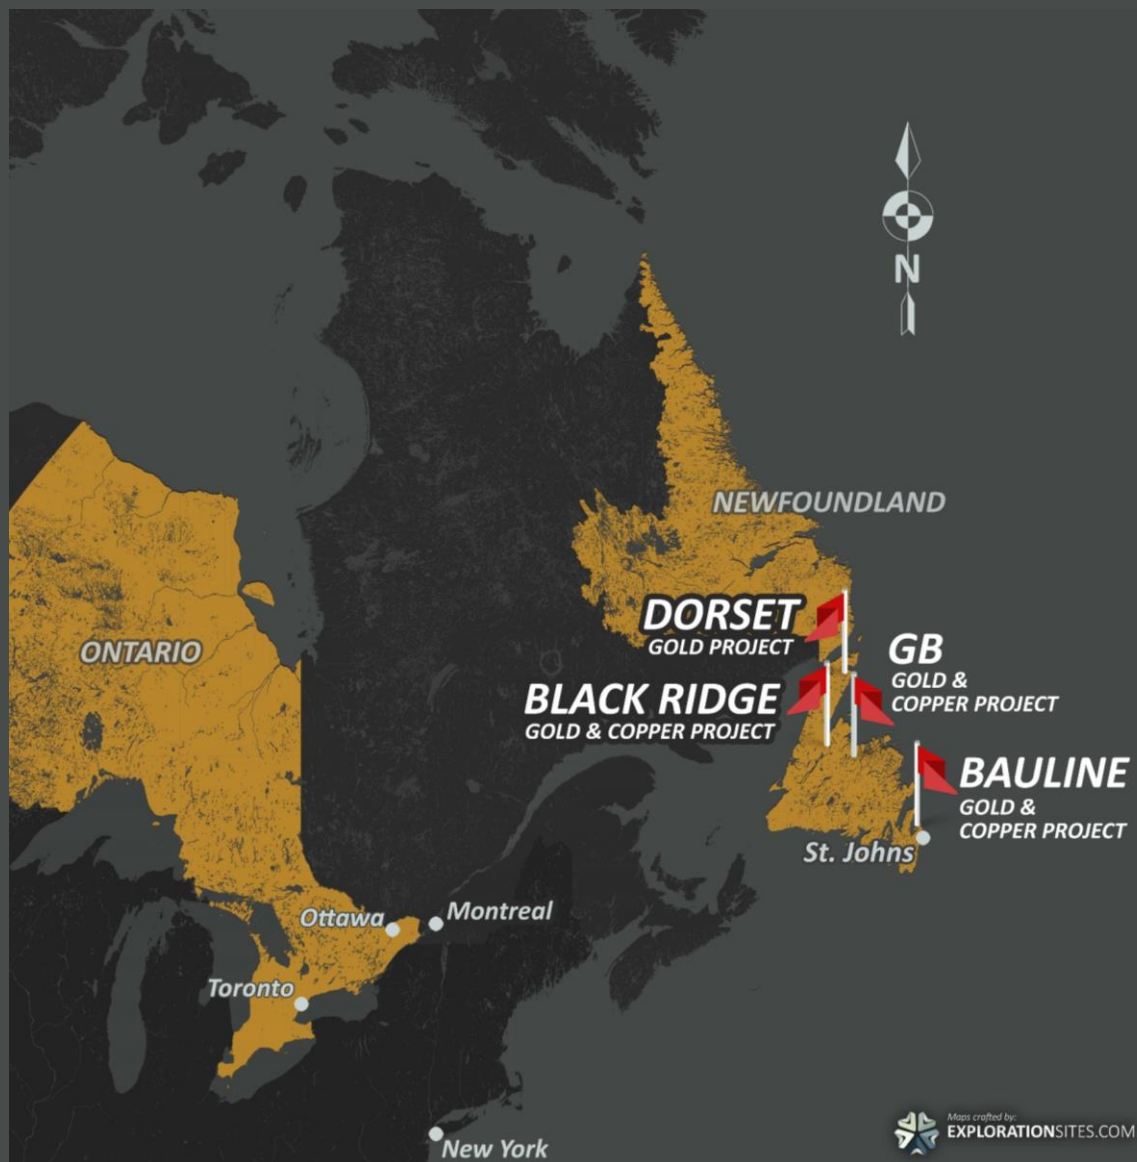 N
NEWFOUNDLAND
DORSET
GOLD PROJECT
GB
GOLD &
COPPER PROJECT
ONTARIO
BLACK RIDGE
GOLD & COPPER PROJECT
BAULINE
GOLD &
COPPER PROJECT
St. Johns
Ottawa
Montreal
Toronto
New York
Maps crafted by:
EXPLORATIONSITES.COM